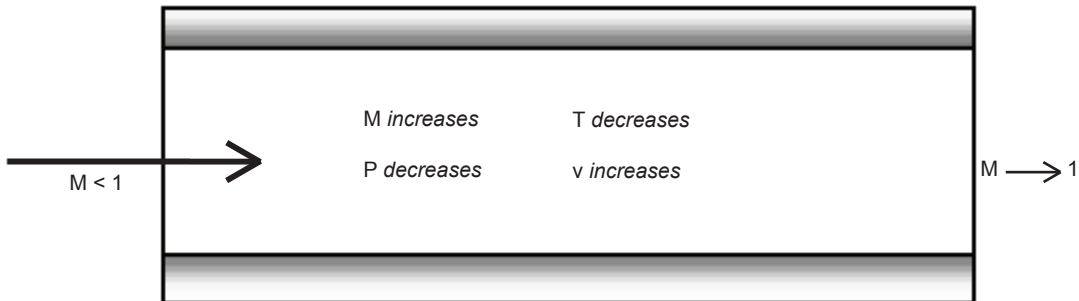 M increases
T decreases
P decreases
v increases
M < 1
M → 1